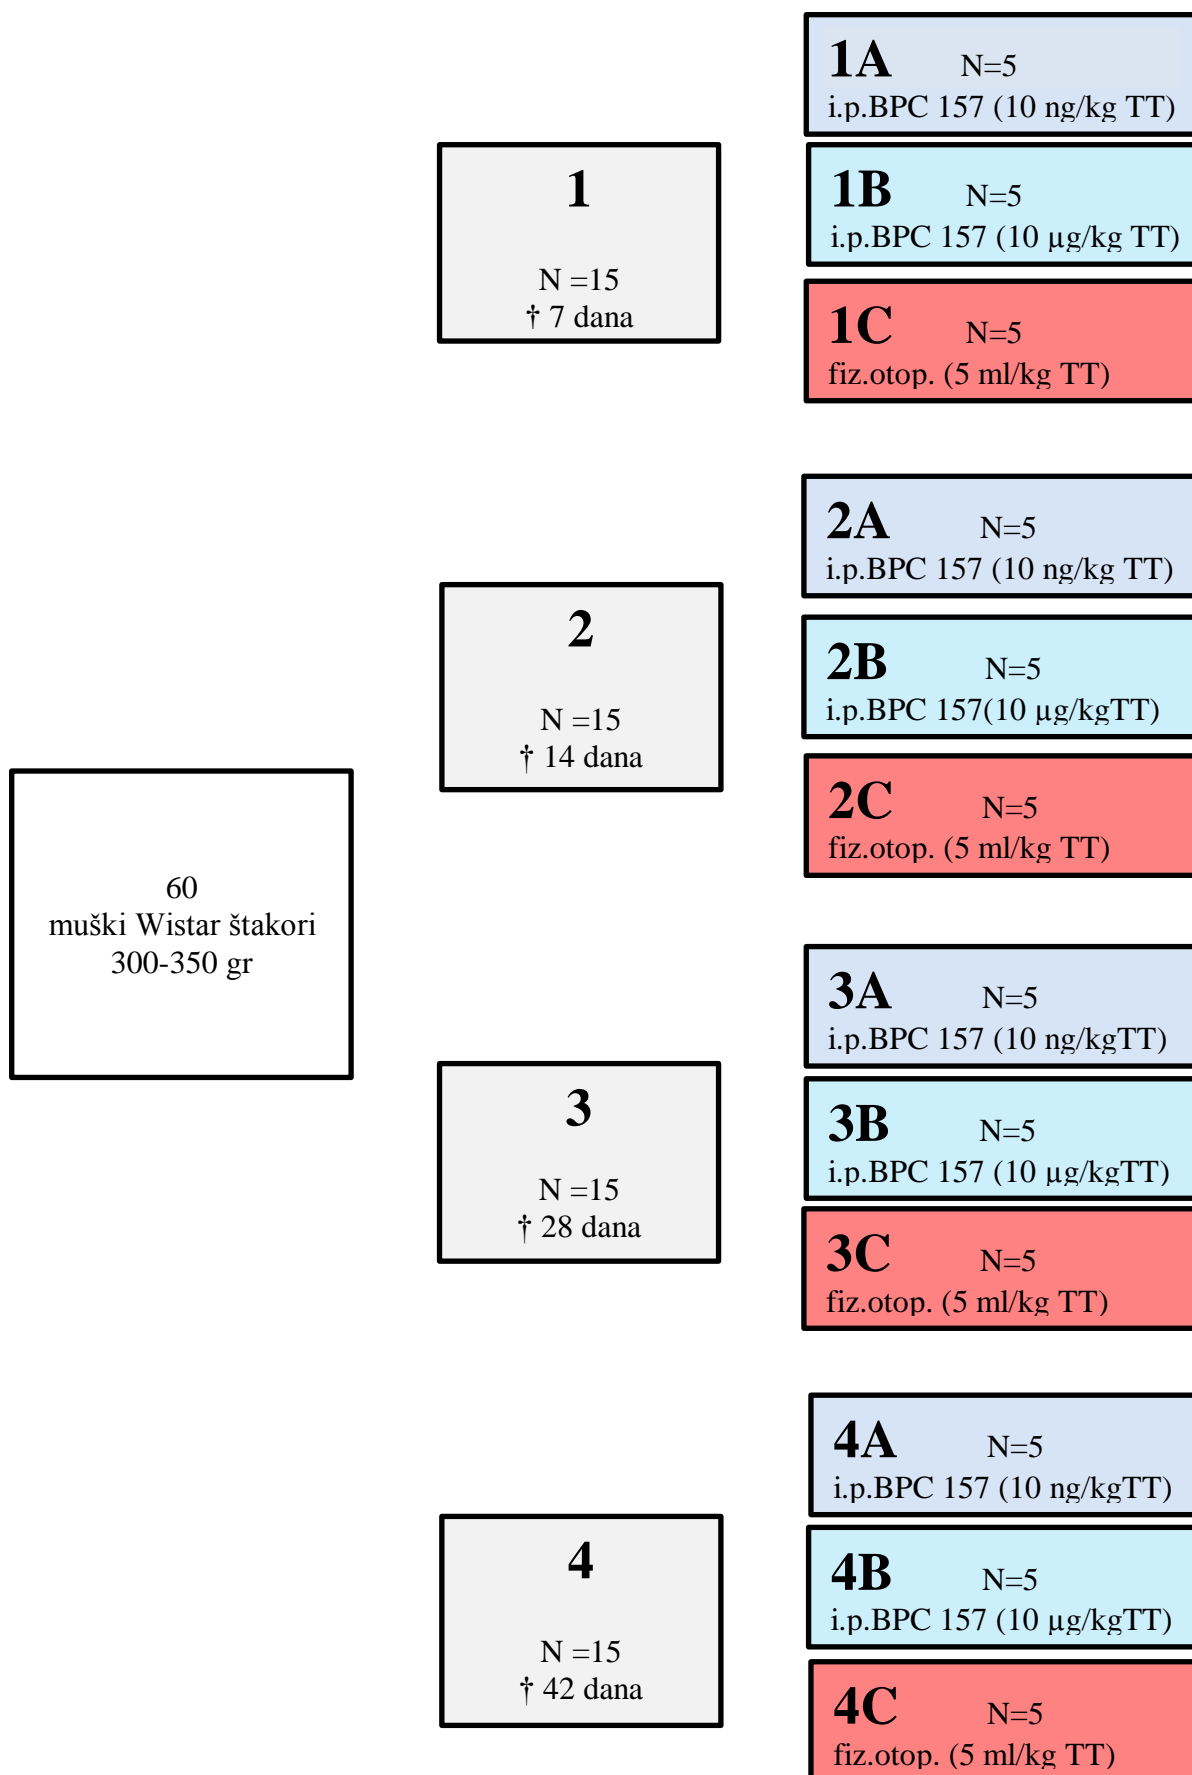 60
muški Wistar štakori
300-350 gr
1
N =15
† 7 dana
1A N=5
i.p.BPC 157 (10 ng/kg TT)
1B N=5
i.p.BPC 157 (10 µg/kg TT)
1C N=5
fiz.otop. (5 ml/kg TT)
2
N =15
† 14 dana
2A N=5
i.p.BPC 157 (10 ng/kg TT)
2B N=5
i.p.BPC 157(10 µg/kgTT)
2C N=5
fiz.otop. (5 ml/kg TT)
3
N =15
† 28 dana
3A N=5
i.p.BPC 157 (10 ng/kgTT)
3B N=5
i.p.BPC 157 (10 µg/kgTT)
3C N=5
fiz.otop. (5 ml/kg TT)
4
N =15
† 42 dana
4A N=5
i.p.BPC 157 (10 ng/kgTT)
4B N=5
i.p.BPC 157 (10 µg/kgTT)
4C N=5
fiz.otop. (5 ml/kg TT)